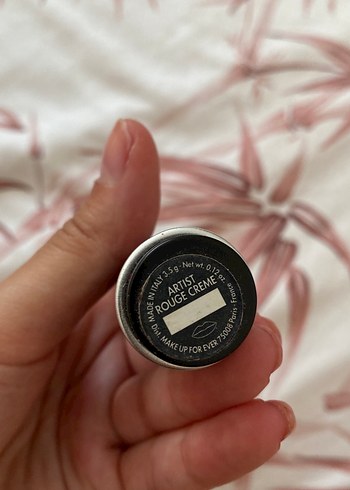 MADE IN ITALY 3.5 g - Net wt. 0.12 oz.
ARTIST
ROUGE CREME
Dist. MAKE UP FOR EVER 75008 Paris France